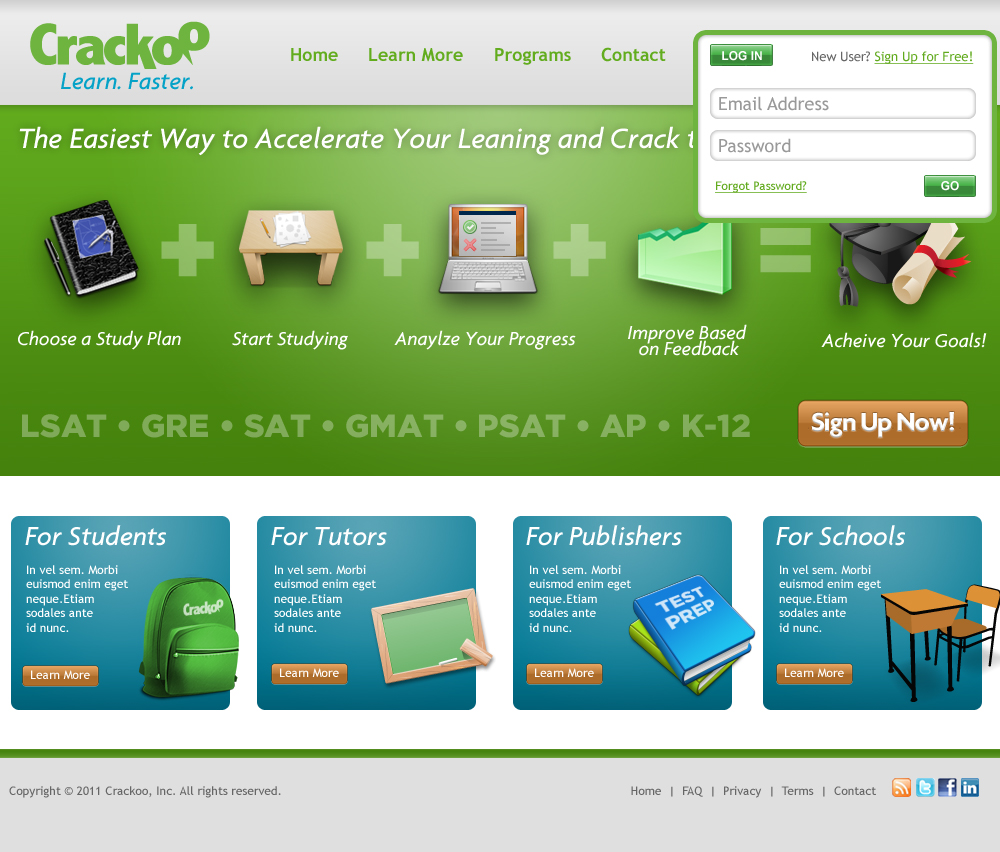 Crackoo
Learn. Faster.
Home Learn More Programs Contact
LOG IN New User? Sign Up for Free!
Email Address
Password
Forgot Password? GO
The Easiest Way to Accelerate Your Leaning and Crack
Choose a Study Plan
Start Studying
Anaylze Your Progress
Improve Based
on Feedback
Acheive Your Goals!
LSAT • GRE • SAT • GMAT • PSAT • AP • K-12
Sign Up Now!
For Students
In vel sem. Morbi
euismod enim eget
neque.Etiam
sodales ante
id nunc.
Crackoo
Learn More
For Tutors
In vel sem. Morbi
euismod enim eget
neque.Etiam
sodales ante
id nunc.
Learn More
For Publishers
In vel sem. Morbi
euismod enim eget
neque.Etiam
sodales ante
id nunc.
TEST
PREP
Learn More
For Schools
In vel sem. Morbi
euismod enim eget
neque.Etiam
sodales ante
id nunc.
Learn More
Copyright © 2011 Crackoo, Inc. All rights reserved.
Home | FAQ | Privacy | Terms | Contact